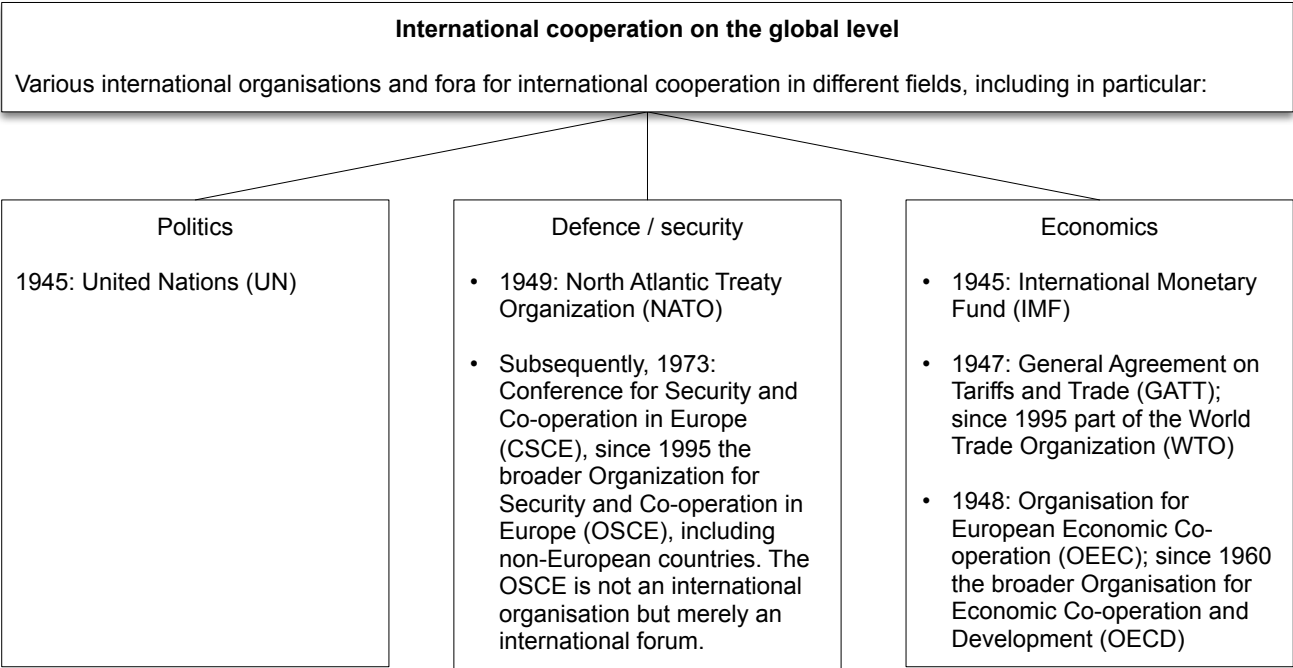 International cooperation on the global level
Various international organisations and fora for international cooperation in different fields, including in particular:
Politics
1945: United Nations (UN)
Defence / security
• 1949: North Atlantic Treaty
Organization (NATO)
• Subsequently, 1973:
Conference for Security and
Co-operation in Europe
(CSCE), since 1995 the
broader Organization for
Security and Co-operation in
Europe (OSCE), including
non-European countries. The
OSCE is not an international
organisation but merely an
international forum.
Economics
• 1945: International Monetary
Fund (IMF)
• 1947: General Agreement on
Tariffs and Trade (GATT);
since 1995 part of the World
Trade Organization (WTO)
• 1948: Organisation for
European Economic Co-
operation (OEEC); since 1960
the broader Organisation for
Economic Co-operation and
Development (OECD)